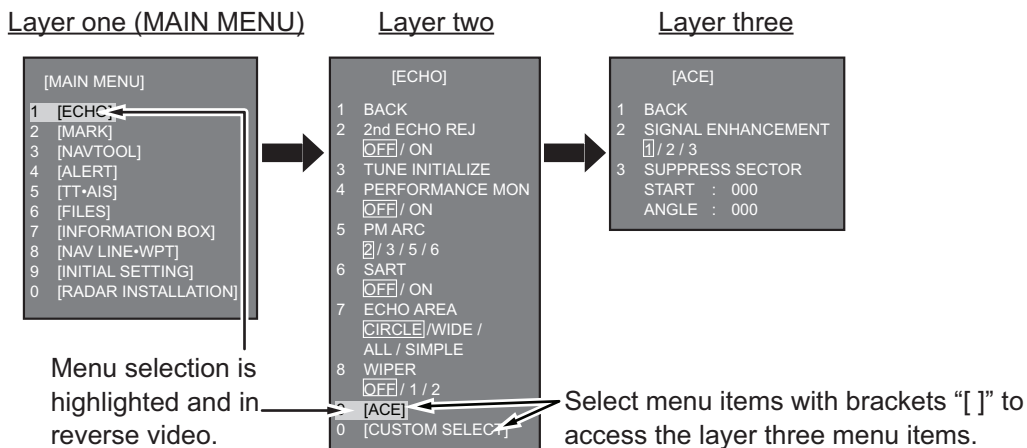 Layer one (MAIN MENU)
Layer two
Layer three
[MAIN MENU]
1 [ECHO]
2 [MARK]
3 [NAVTOOL]
4 [ALERT]
5 [TT•AIS]
6 [FILES]
7 [INFORMATION BOX]
8 [NAV LINE•WPT]
9 [INITIAL SETTING]
0 [RADAR INSTALLATION]
[ECHO]
1 BACK
2 2nd ECHO REJ
OFF / ON
3 TUNE INITIALIZE
4 PERFORMANCE MON
OFF / ON
5 PM ARC
2 / 3 / 5 / 6
6 SART
OFF / ON
7 ECHO AREA
CIRCLE /WIDE /
ALL / SIMPLE
8 WIPER
OFF / 1 / 2
9 [ACE]
0 [CUSTOM SELECT]
[ACE]
1 BACK
2 SIGNAL ENHANCEMENT
1 / 2 / 3
3 SUPPRESS SECTOR
START : 000
ANGLE : 000
Menu selection is
highlighted and in
reverse video.
Select menu items with brackets “[ ]” to
access the layer three menu items.